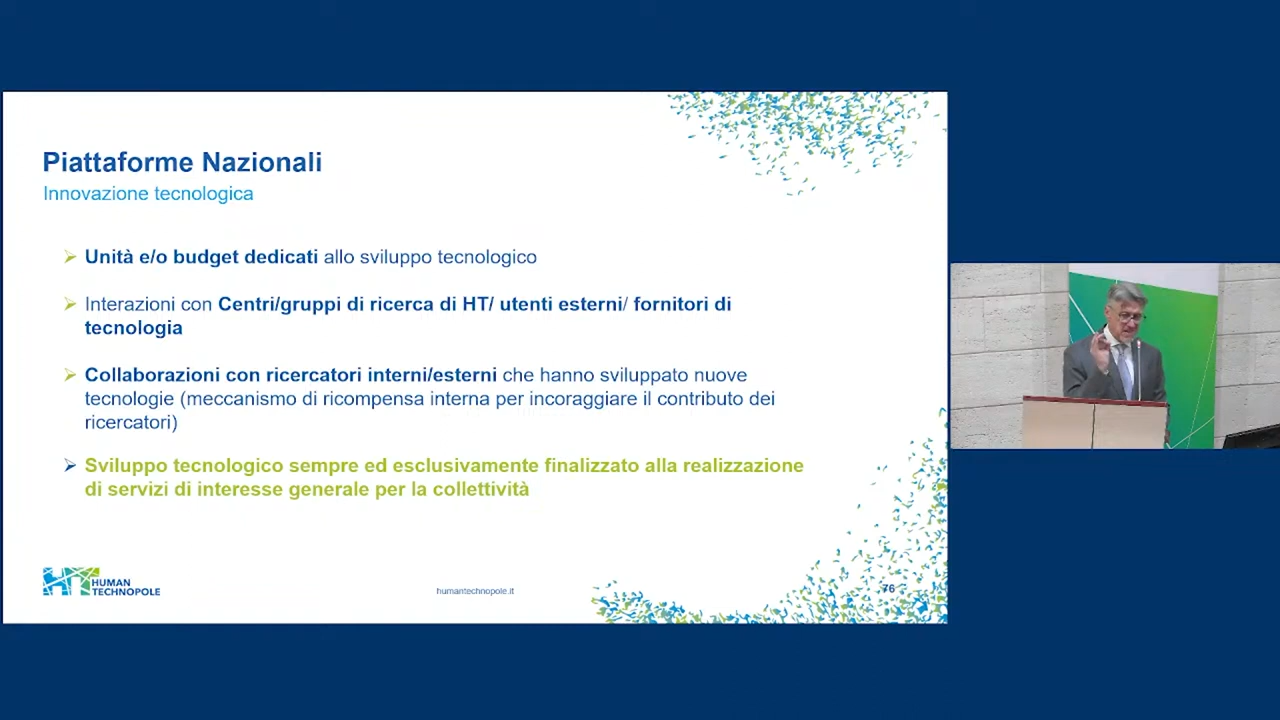 Piattaforme Nazionali
Innovazione tecnologica
Unità e/o budget dedicati allo sviluppo tecnologico
Interazioni con Centri/gruppi di ricerca di HT/ utenti esterni/ fornitori di
tecnologia
Collaborazioni con ricercatori interni/esterni che hanno sviluppato nuove
tecnologie (meccanismo di ricompensa interna per incoraggiare il contributo dei
ricercatori)
Sviluppo tecnologico sempre ed esclusivamente finalizzato alla realizzazione
di servizi di interesse generale per la collettività
HT HUMAN
TECHNOPOLE
humantechnopole.it
76